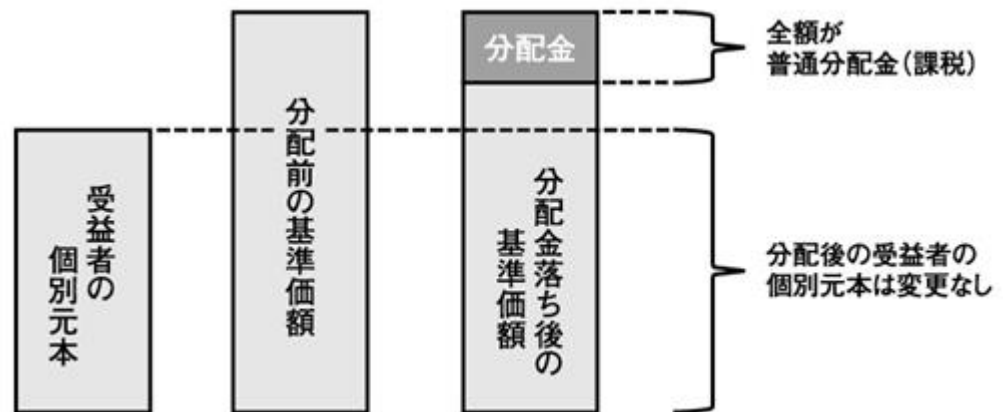 受益者の
個別元本
分配前の基準価額
分配金
分配金落ち後の
基準価額
全額が
普通分配金(課税)
分配後の受益者の
個別元本は変更なし